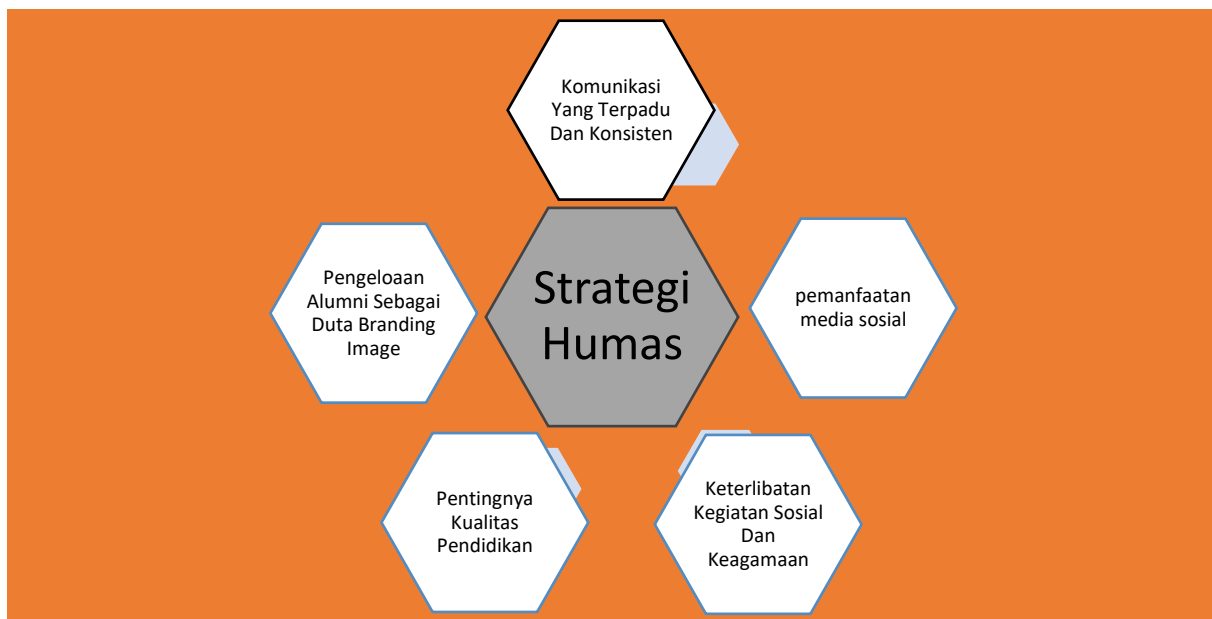 Komunikasi
Yang Terpadu
Dan Konsisten
Pengeloaan
Alumni Sebagai
Duta Branding
Image
Strategi
Humas
pemanfaatan
media sosial
Pentingnya
Kualitas
Pendidikan
Keterlibatan
Kegiatan Sosial
Dan
Keagamaan